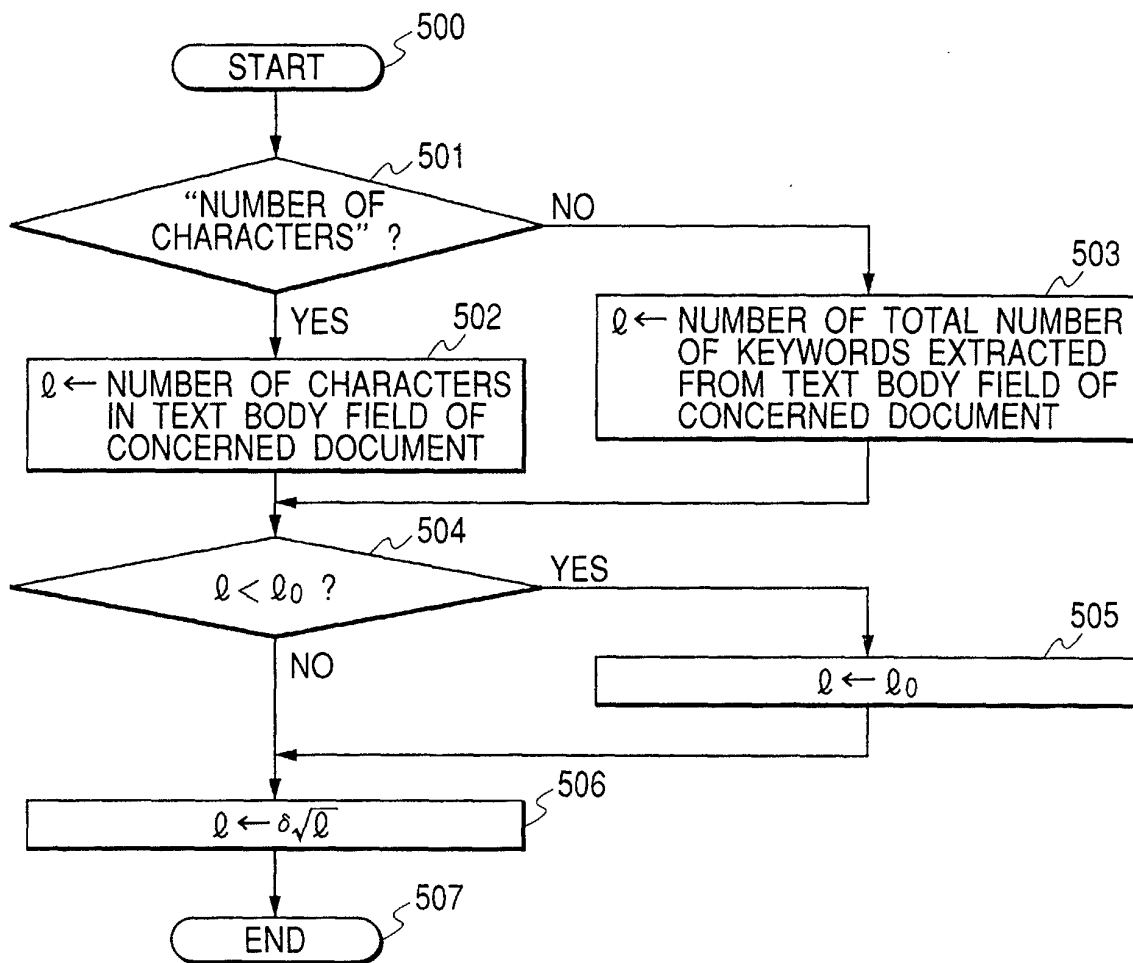 500
START
501
“NUMBER OF
CHARACTERS” ?
NO
YES
502
ℓ ← NUMBER OF CHARACTERS
IN TEXT BODY FIELD OF
CONCERNED DOCUMENT
503
ℓ ← NUMBER OF TOTAL NUMBER
OF KEYWORDS EXTRACTED
FROM TEXT BODY FIELD OF
CONCERNED DOCUMENT
504
ℓ < ℓ0 ?
YES
NO
505
ℓ ← ℓ0
506
ℓ ← δ√ℓ
507
END